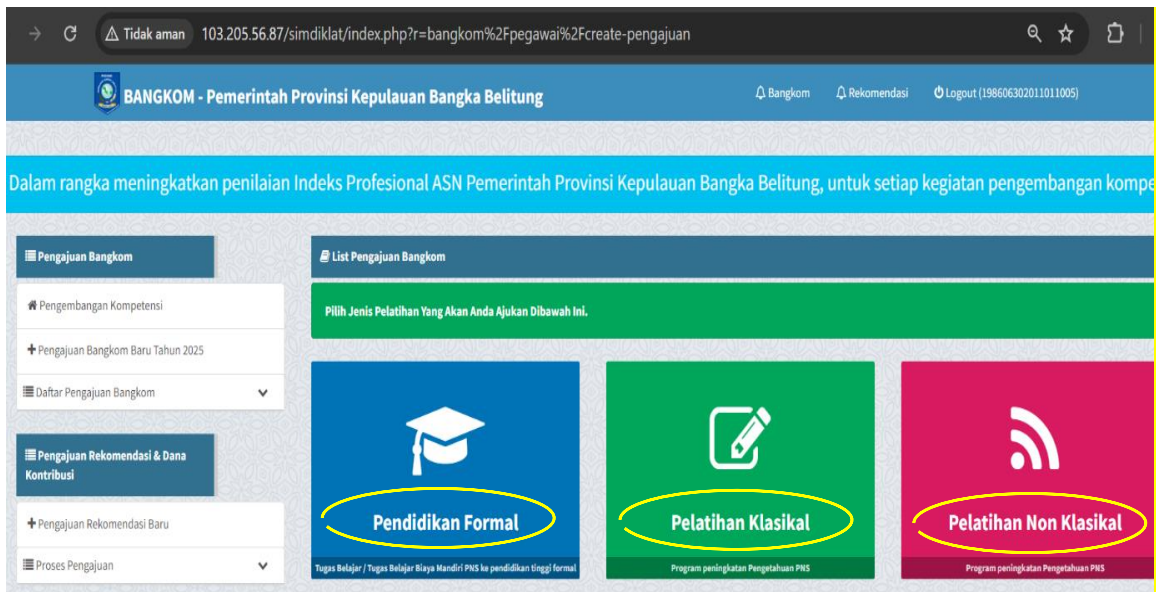 Tidak aman 103.205.56.87/simdiklat/index.php?r=bangkom%2Fpegawai%2Fcreate-pengajuan
BANGKOM - Pemerintah Provinsi Kepulauan Bangka Belitung
Bangkom Rekomendasi Logout (198606302011011005)
Dalam rangka meningkatkan penilaian Indeks Profesional ASN Pemerintah Provinsi Kepulauan Bangka Belitung, untuk setiap kegiatan pengembangan kompe
Pengajuan Bangkom
Pengembangan Kompetensi
Pengajuan Bangkom Baru Tahun 2025
Daftar Pengajuan Bangkom
Pengajuan Rekomendasi & Dana
Kontribusi
Pengajuan Rekomendasi Baru
Proses Pengajuan
List Pengajuan Bangkom
Pilih Jenis Pelatihan Yang Akan Anda Ajukan Dibawah Ini.
Pendidikan Formal
Tugas Belajar / Tugas Belajar Biaya Mandiri PNS ke pendidikan tinggi formal
Pelatihan Klasikal
Program peningkatan Pengetahuan PNS
Pelatihan Non Klasikal
Program peningkatan Pengetahuan PNS